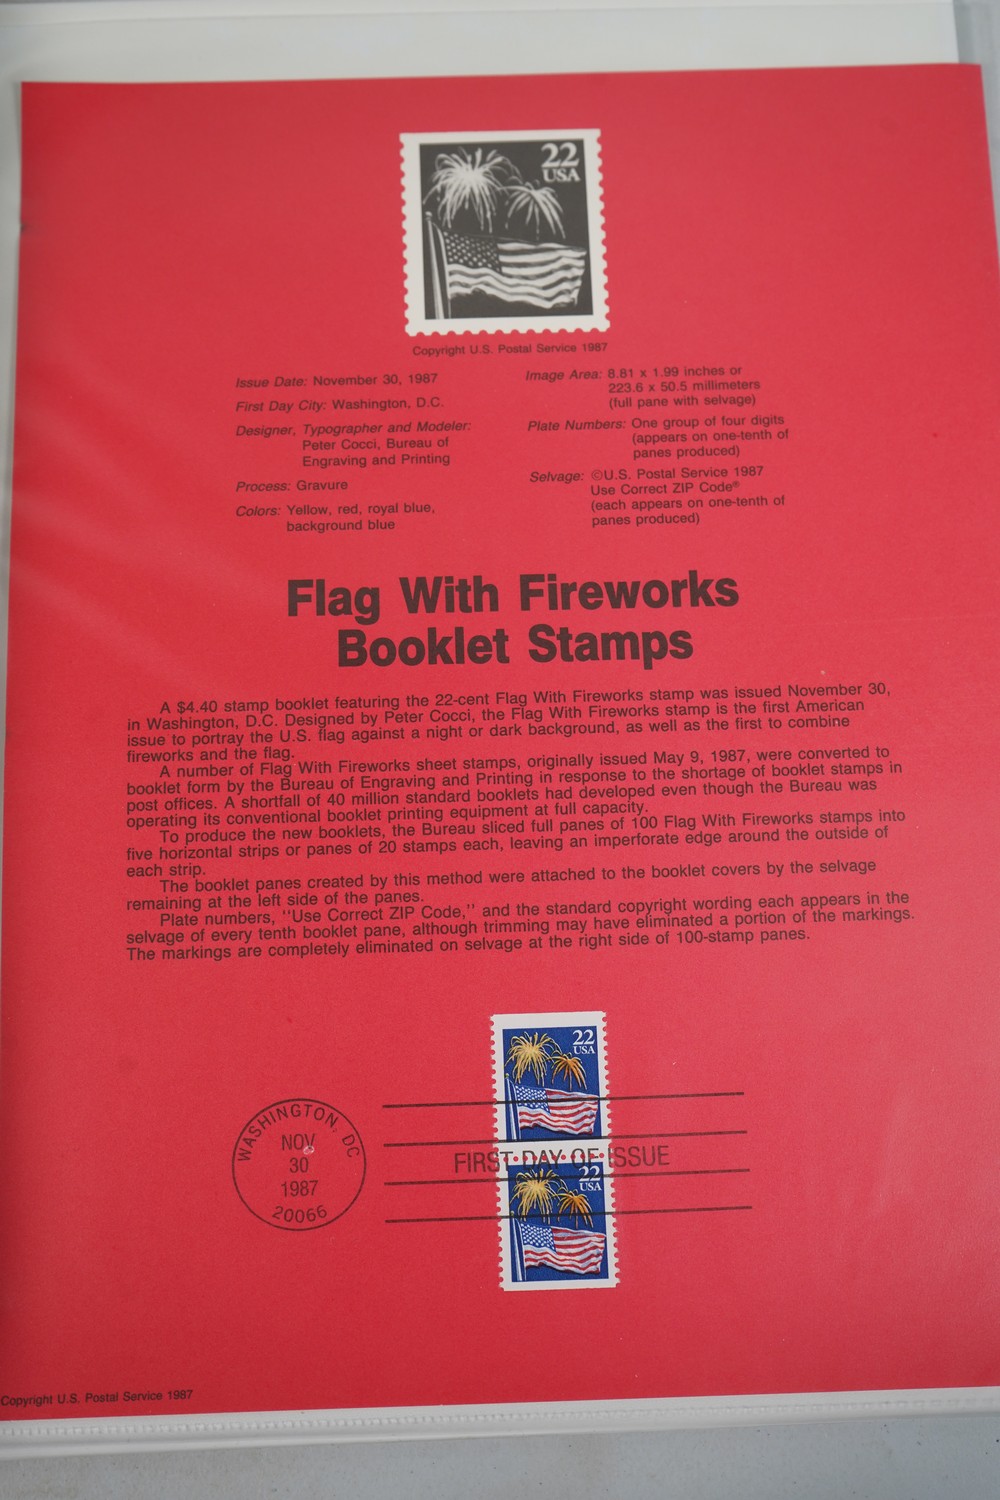 22
USA
Copyright U.S. Postal Service 1987
Issue Date: November 30, 1987
First Day City: Washington, D.C.
Designer, Typographer and Modeler:
Peter Cocci, Bureau of
Engraving and Printing
Process: Gravure
Colors: Yellow, red, royal blue,
background blue
Image Area: 8.81 x 1.99 inches or
223.6 x 50.5 millimeters
(full pane with selvage)
Plate Numbers: One group of four digits
(appears on one-tenth of
panes produced)
Selvage: ©U.S. Postal Service 1987
Use Correct ZIP Code®
(each appears on one-tenth of
panes produced)
Flag With Fireworks
Booklet Stamps
A $4.40 stamp booklet featuring the 22-cent Flag With Fireworks stamp was issued November 30,
in Washington, D.C. Designed by Peter Cocci, the Flag With Fireworks stamp is the first American
issue to portray the U.S. flag against a night or dark background, as well as the first to combine
fireworks and the flag.
A number of Flag With Fireworks sheet stamps, originally issued May 9, 1987, were converted to
booklet form by the Bureau of Engraving and Printing in response to the shortage of booklet stamps in
post offices. A shortfall of 40 million standard booklets had developed even though the Bureau was
operating its conventional booklet printing equipment at full capacity.
To produce the new booklets, the Bureau sliced full panes of 100 Flag With Fireworks stamps into
five horizontal strips or panes of 20 stamps each, leaving an imperforate edge around the outside of
each strip.
The booklet panes created by this method were attached to the booklet covers by the selvage
remaining at the left side of the panes.
Plate numbers, "Use Correct ZIP Code," and the standard copyright wording each appears in the
selvage of every tenth booklet pane, although trimming may have eliminated a portion of the markings.
The markings are completely eliminated on selvage at the right side of 100-stamp panes.
22
USA
WASHINGTON, DC
NOV
30
1987
20066
FIRST DAY OF ISSUE
22
USA
Copyright U.S. Postal Service 1987